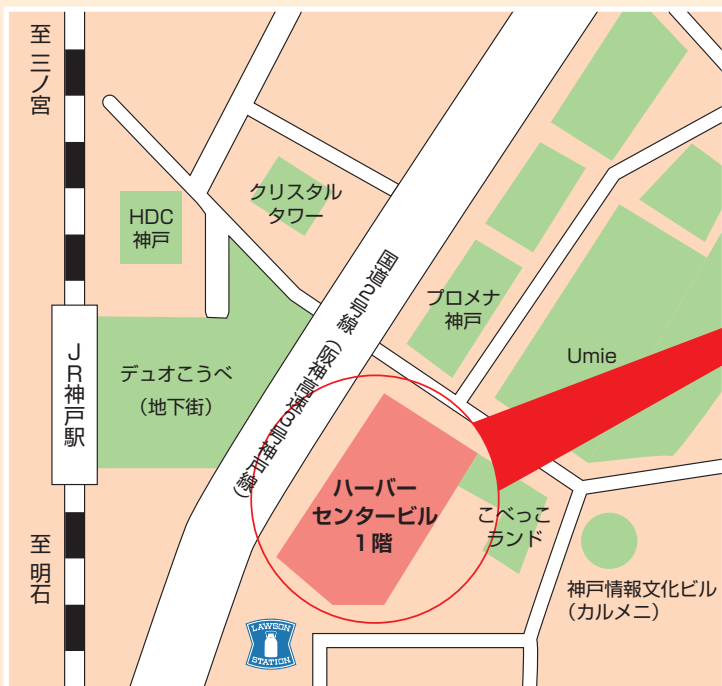 至 三ノ宮
クリスタル
タワー
HDC
神戸
国道2号線（阪神高速3号神戸線）
プロメナ
神戸
Umie
JR神戸駅
デュオこうべ
（地下街）
ハーバー
センタービル
1階
こべっこ
ランド
至 明石
神戸情報文化ビル
（カルメニ）
LAWSON
STATION